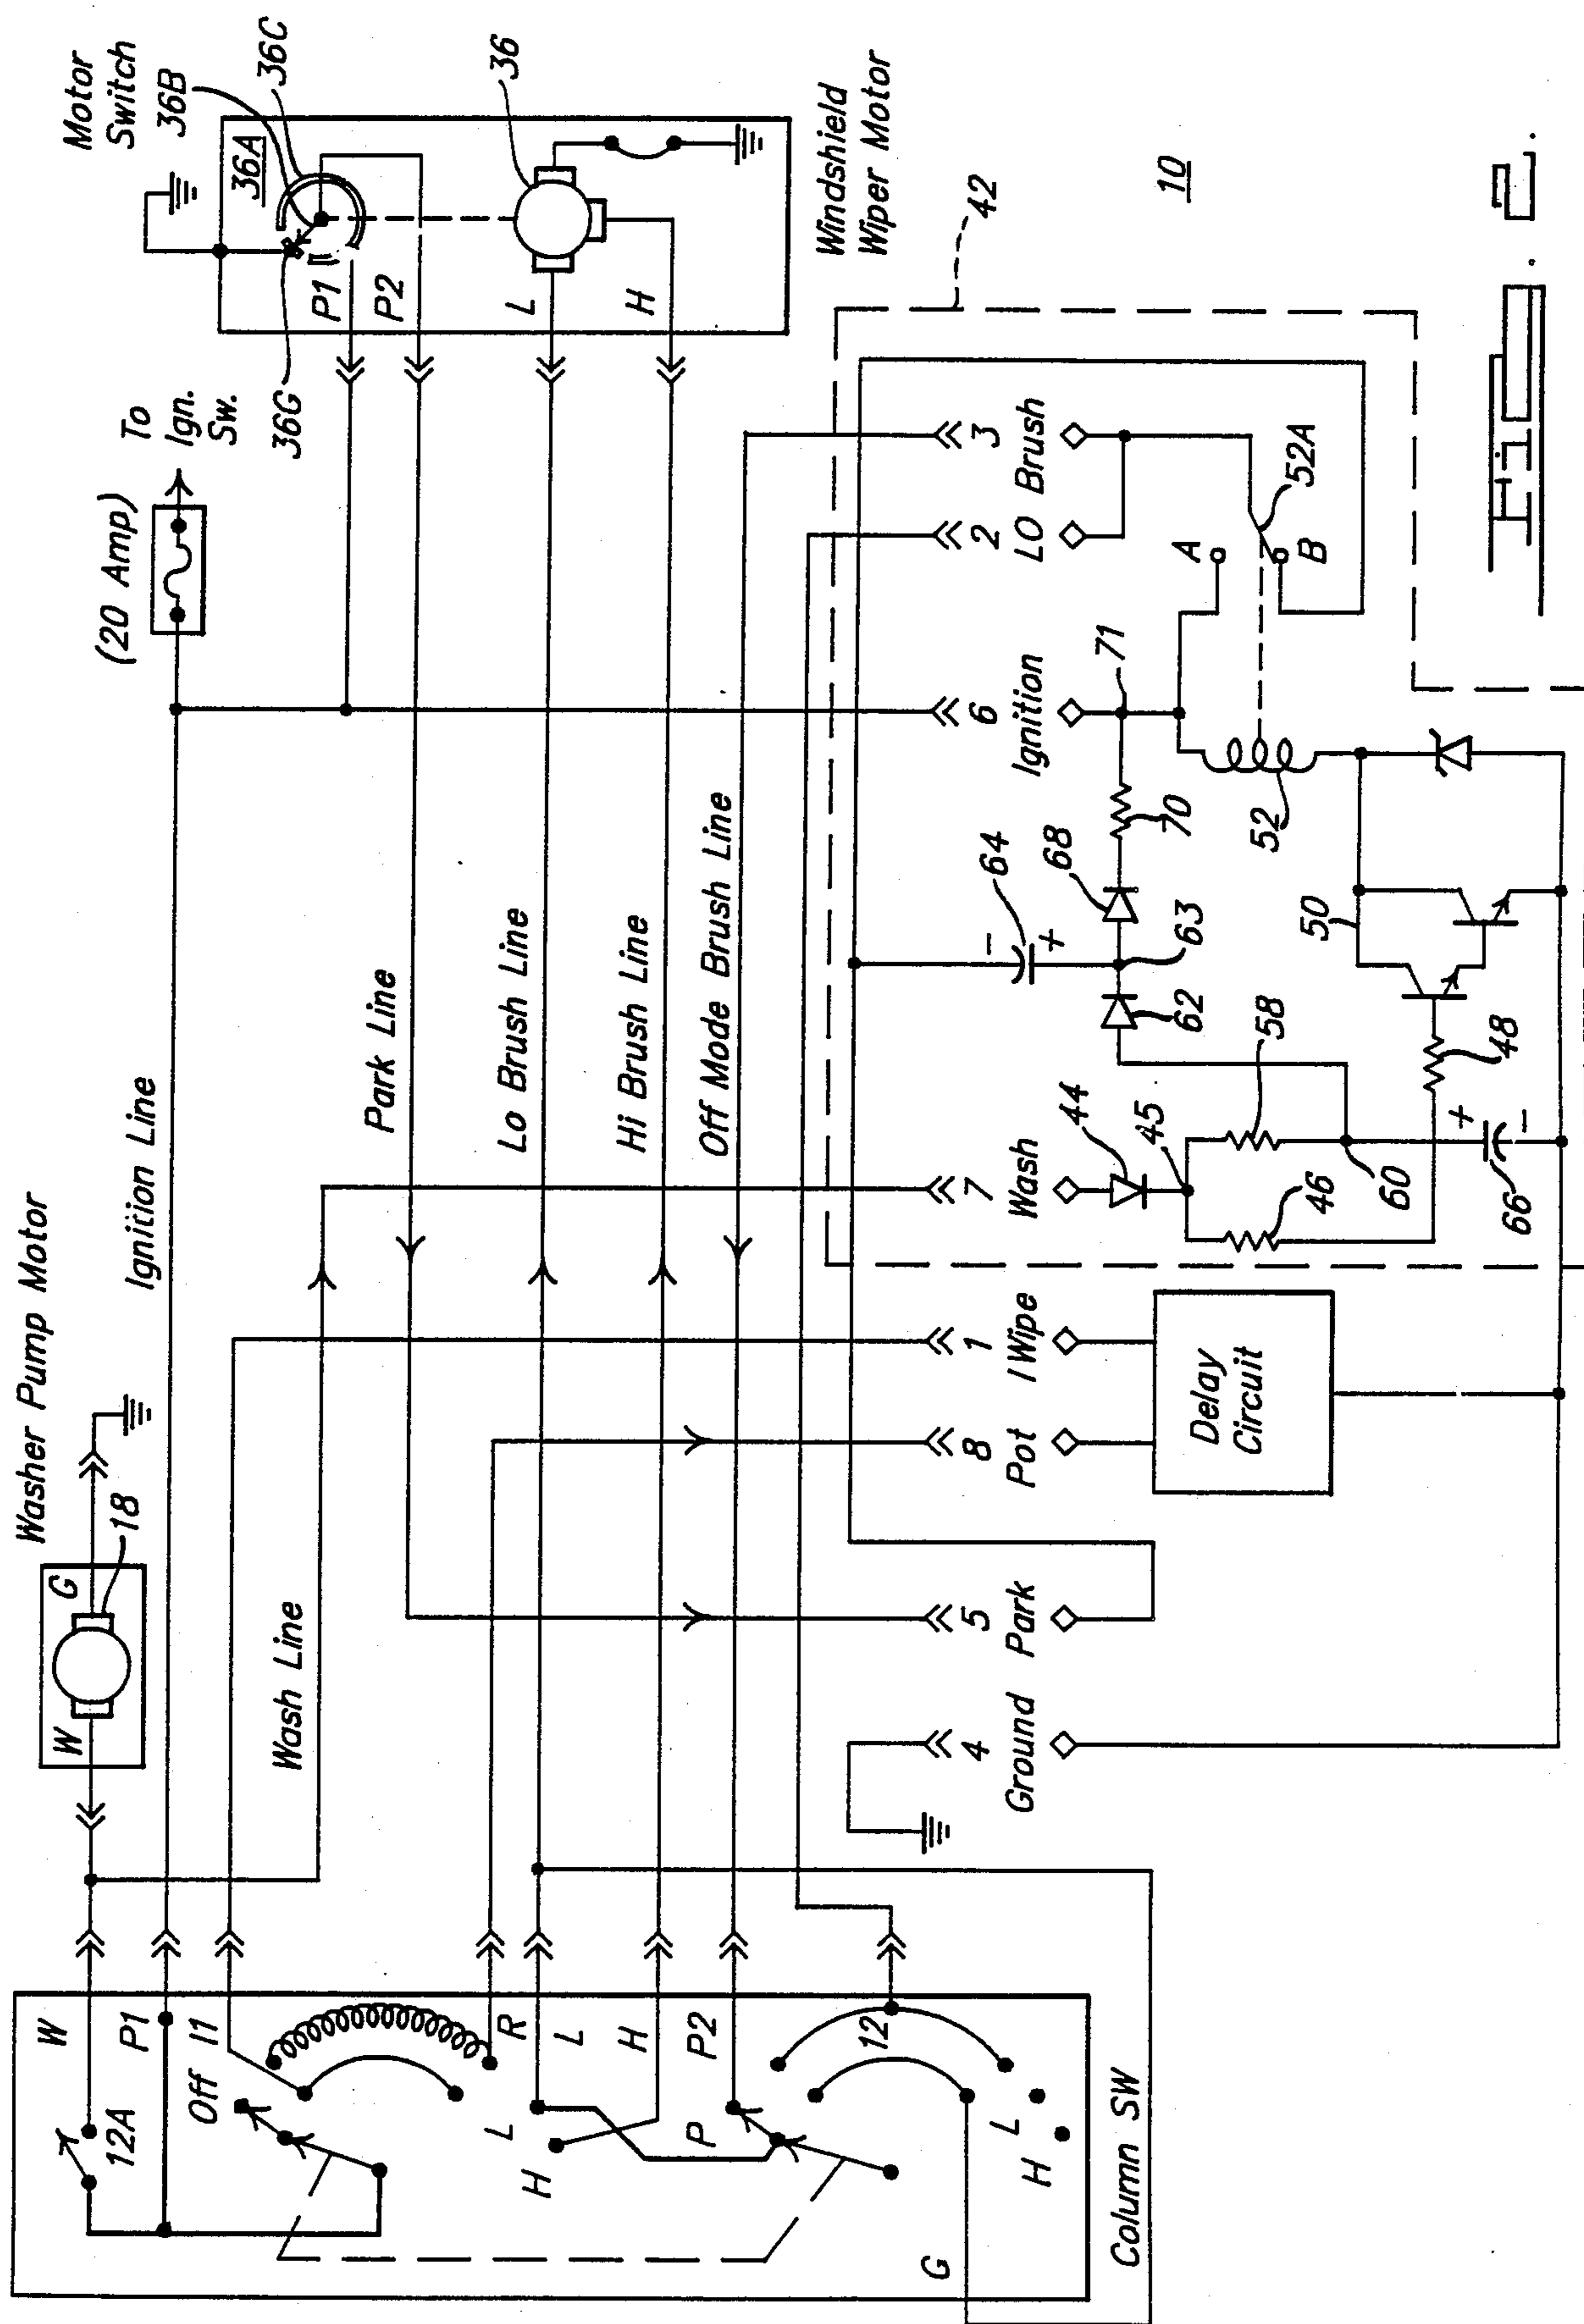 Washer Pump Motor
W
G
18
Ignition Line
(20 Amp)
To
Ign.
Sw.
Motor
Switch
36B
36C
36A
36G
P1
P2
36
L
H
Windshield
Wiper Motor
10
42
W
P1
I1
Off
12A
R
L
H
P2
L
H
P
12
G
L
H
Column SW
Wash Line
Park Line
Lo Brush Line
Hi Brush Line
Off Mode Brush Line
4
Ground
5
Park
8
Pot
1
I Wipe
7
Wash
6
Ignition
2
3
LO Brush
Delay
Circuit
44
45
46
58
60
66
+
−
48
62
63
64
−
+
68
70
71
50
52
52A
A
B
Fig. 2.